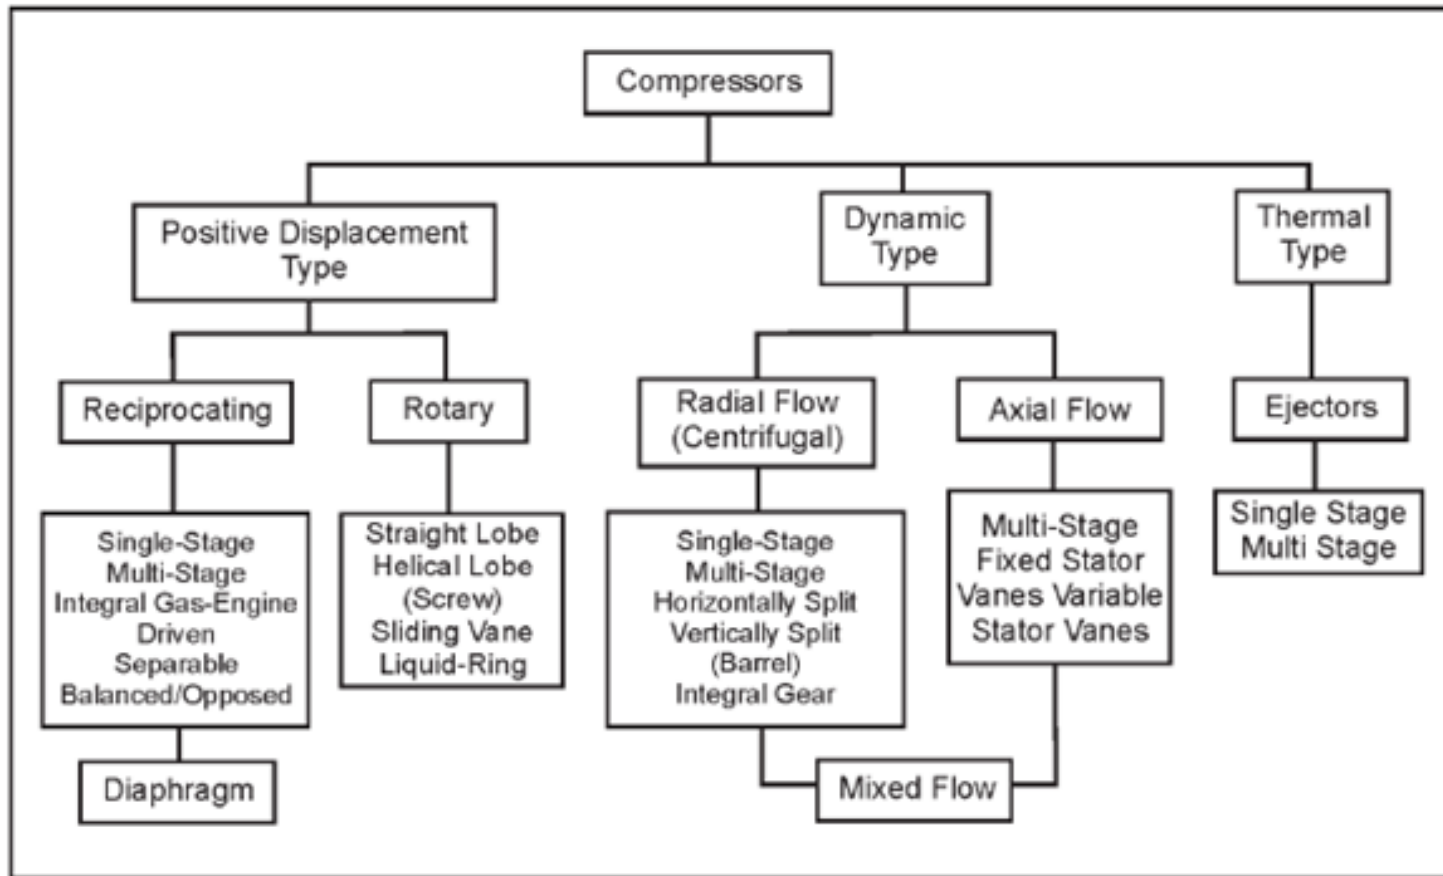 Compressors
Positive Displacement
Type
Dynamic
Type
Thermal
Type
Reciprocating
Rotary
Radial Flow
(Centrifugal)
Axial Flow
Ejectors
Single-Stage
Multi-Stage
Integral Gas-Engine
Driven
Separable
Balanced/Opposed
Straight Lobe
Helical Lobe
(Screw)
Sliding Vane
Liquid-Ring
Single-Stage
Multi-Stage
Horizontally Split
Vertically Split
(Barrel)
Integral Gear
Multi-Stage
Fixed Stator
Vanes Variable
Stator Vanes
Single Stage
Multi Stage
Diaphragm
Mixed Flow